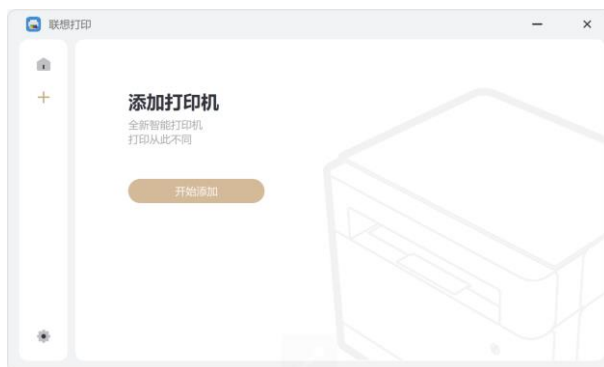 联想打印
添加打印机
全新智能打印机
打印从此不同
开始添加